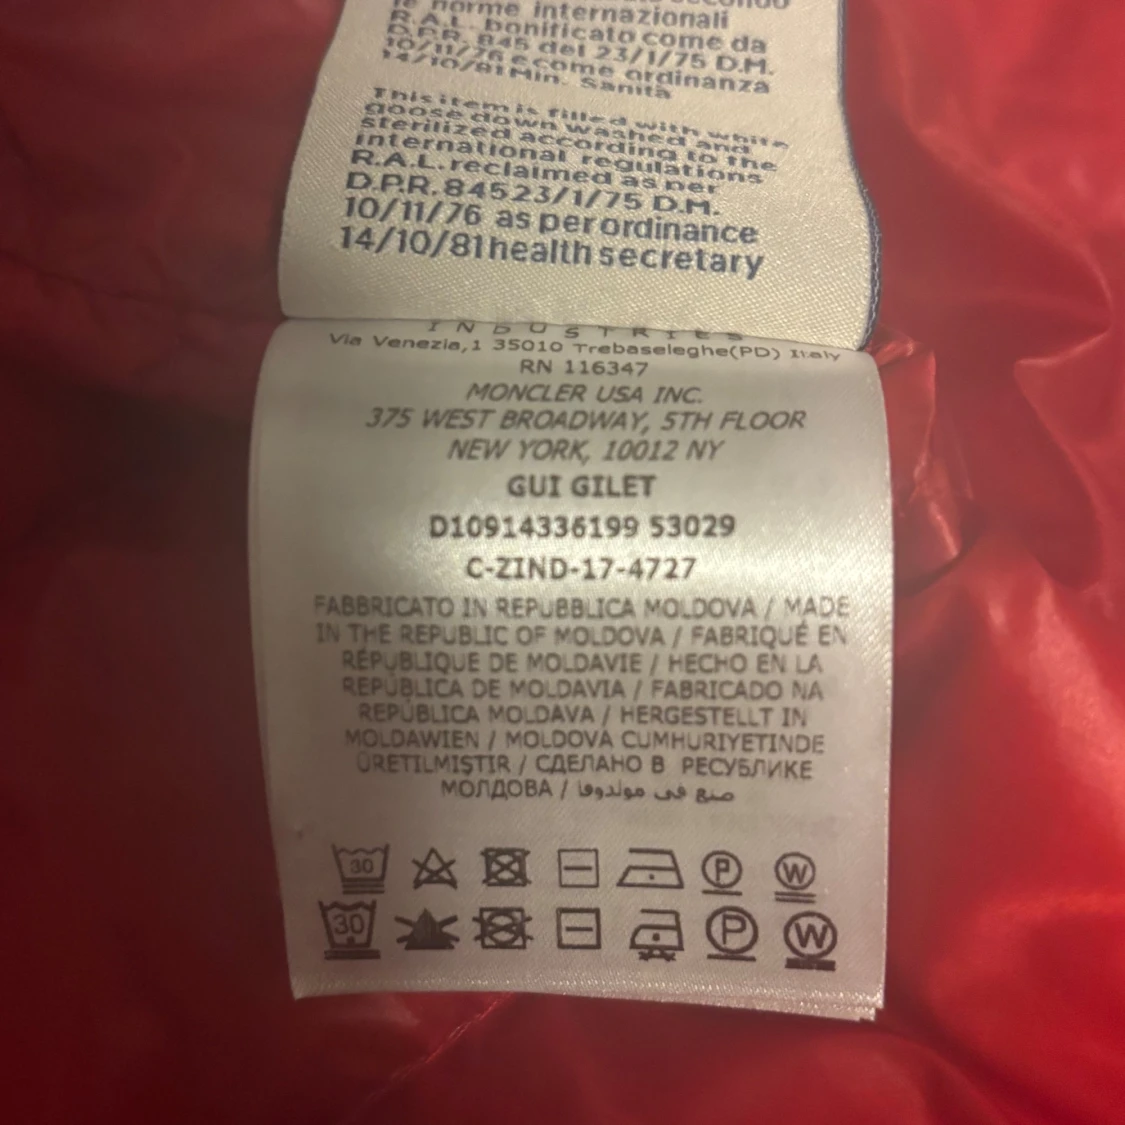 le norme internazionali
R.A.L. bonificato come da
D.P.R. 845 del 23/1/75 D.M.
10/11/76 e come ordinanza
14/10/81 Min. Sanità
This item is filled with white
goose down washed and
sterilized according to the
international regulations
R.A.L. reclaimed as per
D.P.R. 845 23/1/75 D.M.
10/11/76 as per ordinance
14/10/81 health secretary
INDUSTRIES
Via Venezia,1 35010 Trebaseleghe(PD) Italy
RN 116347
MONCLER USA INC.
375 WEST BROADWAY, 5TH FLOOR
NEW YORK, 10012 NY
GUI GILET
D10914336199 53029
C-ZIND-17-4727
FABBRICATO IN REPUBBLICA MOLDOVA / MADE
IN THE REPUBLIC OF MOLDOVA / FABRIQUÉ EN
RÉPUBLIQUE DE MOLDAVIE / HECHO EN LA
REPÚBLICA DE MOLDAVIA / FABRICADO NA
REPÚBLICA MOLDAVA / HERGESTELLT IN
MOLDAWIEN / MOLDOVA CUMHURIYETINDE
ÜRETILMIŞTIR / СДЕЛАНО В РЕСУБЛИКЕ
МОЛДОВА / صنع في مولدوفا
30 P W
30 P W